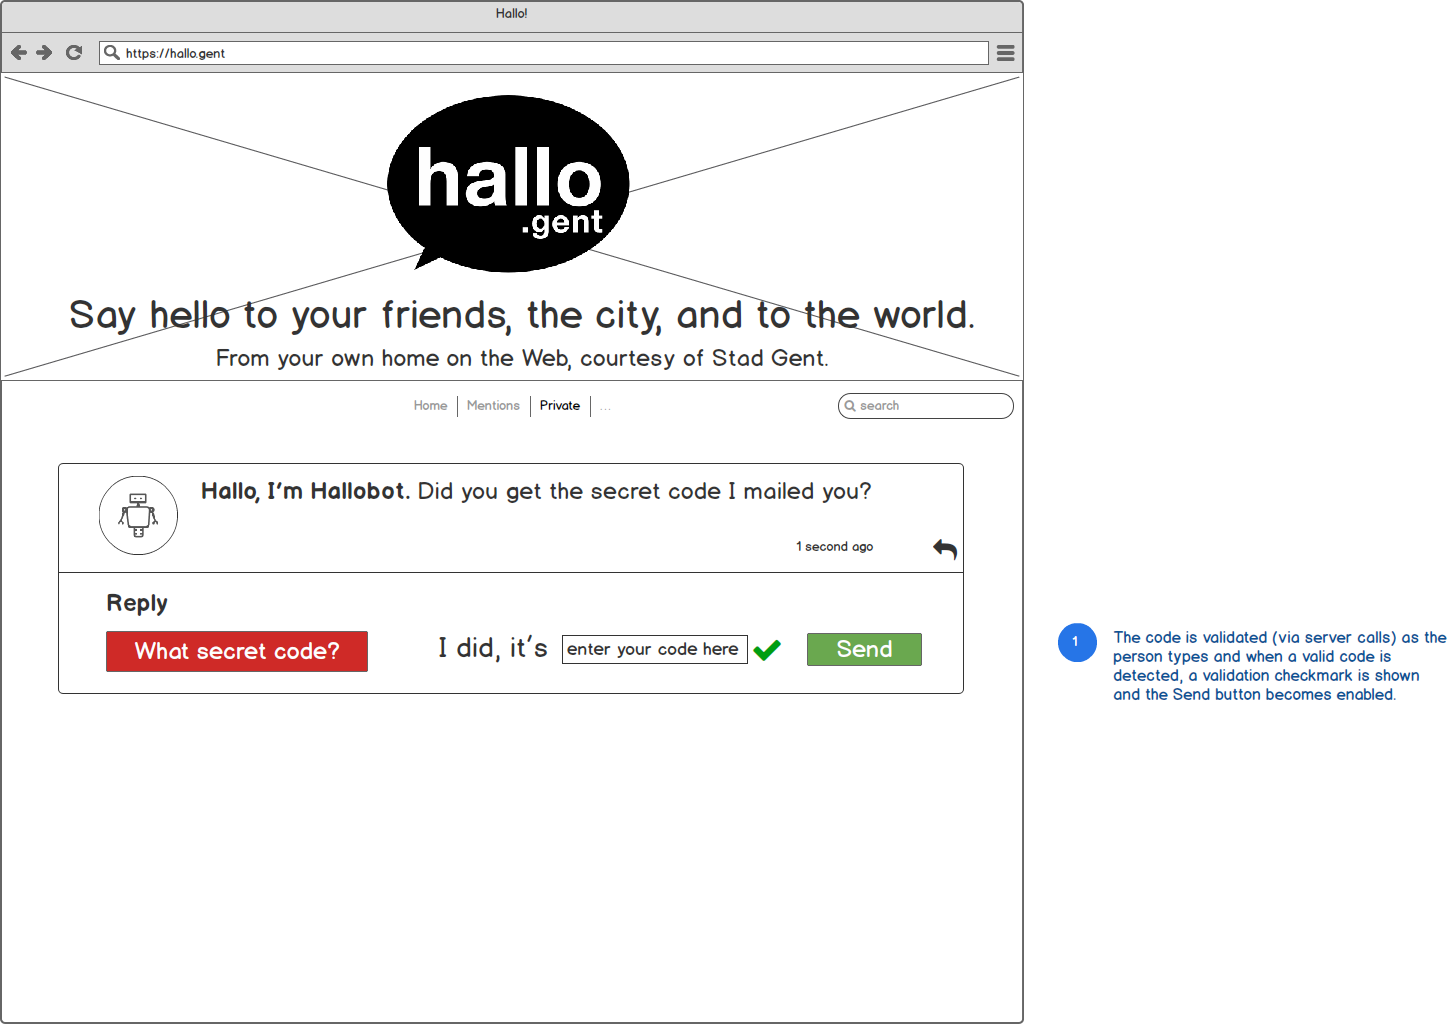 Hallo!
https://hallo.gent
hallo
.gent
Say hello to your friends, the city, and to the world.
From your own home on the Web, courtesy of Stad Gent.
Home Mentions Private ...
search
Hallo, I'm Hallobot. Did you get the secret code I mailed you?
1 second ago
Reply
What secret code? I did, it's enter your code here Send
1
The code is validated (via server calls) as the
person types and when a valid code is
detected, a validation checkmark is shown
and the Send button becomes enabled.